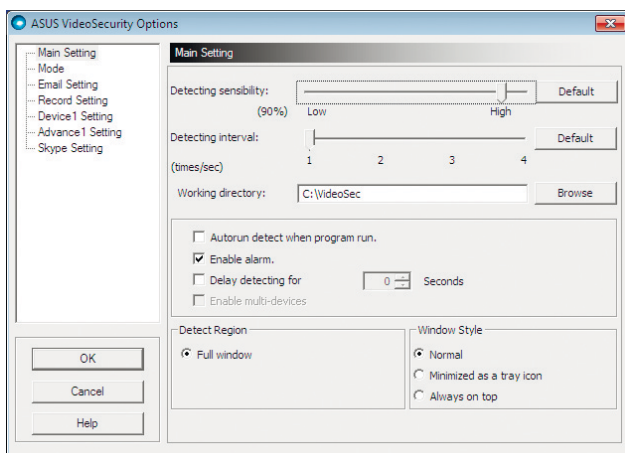 ASUS VideoSecurity Options
Main Setting
Mode
Email Setting
Record Setting
Device1 Setting
Advance1 Setting
Skype Setting
OK
Cancel
Help
Main Setting
Detecting sensibility:
(90%)
Low
High
Default
Detecting interval:
(times/sec)
1 2 3 4
Default
Working directory:
C:\VideoSec
Browse
Autorun detect when program run.
Enable alarm.
Delay detecting for 0 Seconds
Enable multi-devices
Detect Region
Full window
Window Style
Normal
Minimized as a tray icon
Always on top